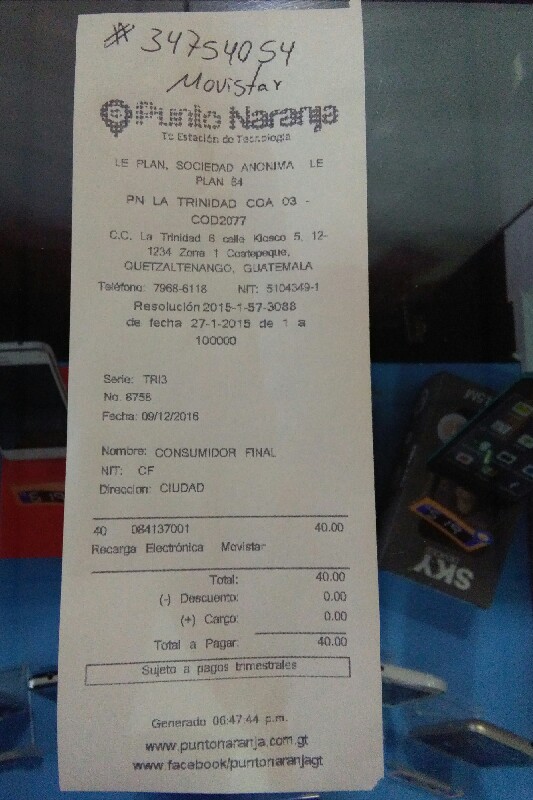 # 34754054
Movistar
Punto Naranja
Tu Estación de Tecnología
LE PLAN, SOCIEDAD ANONIMA LE
PLAN 84
PN LA TRINIDAD COA 03 -
COD2077
C.C. La Trinidad 6 calle Kiosco 5, 12-
1234 Zona 1 Coatepeque,
QUETZALTENANGO, GUATEMALA
Teléfono: 7968-6118 NIT: 5104349-1
Resolución 2015-1-57-3088
de fecha 27-1-2015 de 1 a
100000
Serie: TRI3
No. 8758
Fecha: 09/12/2016
Nombre: CONSUMIDOR FINAL
NIT: CF
Direccion: CIUDAD
40 084137001 40.00
Recarga Electrónica Movistar
Total: 40.00
(-) Descuento: 0.00
(+) Cargo: 0.00
Total a Pagar: 40.00
Sujeto a pagos trimestrales
Generado 06:47:44 p.m.
www.puntonaranja.com.gt
www.facebook/puntonaranjagt
SKY